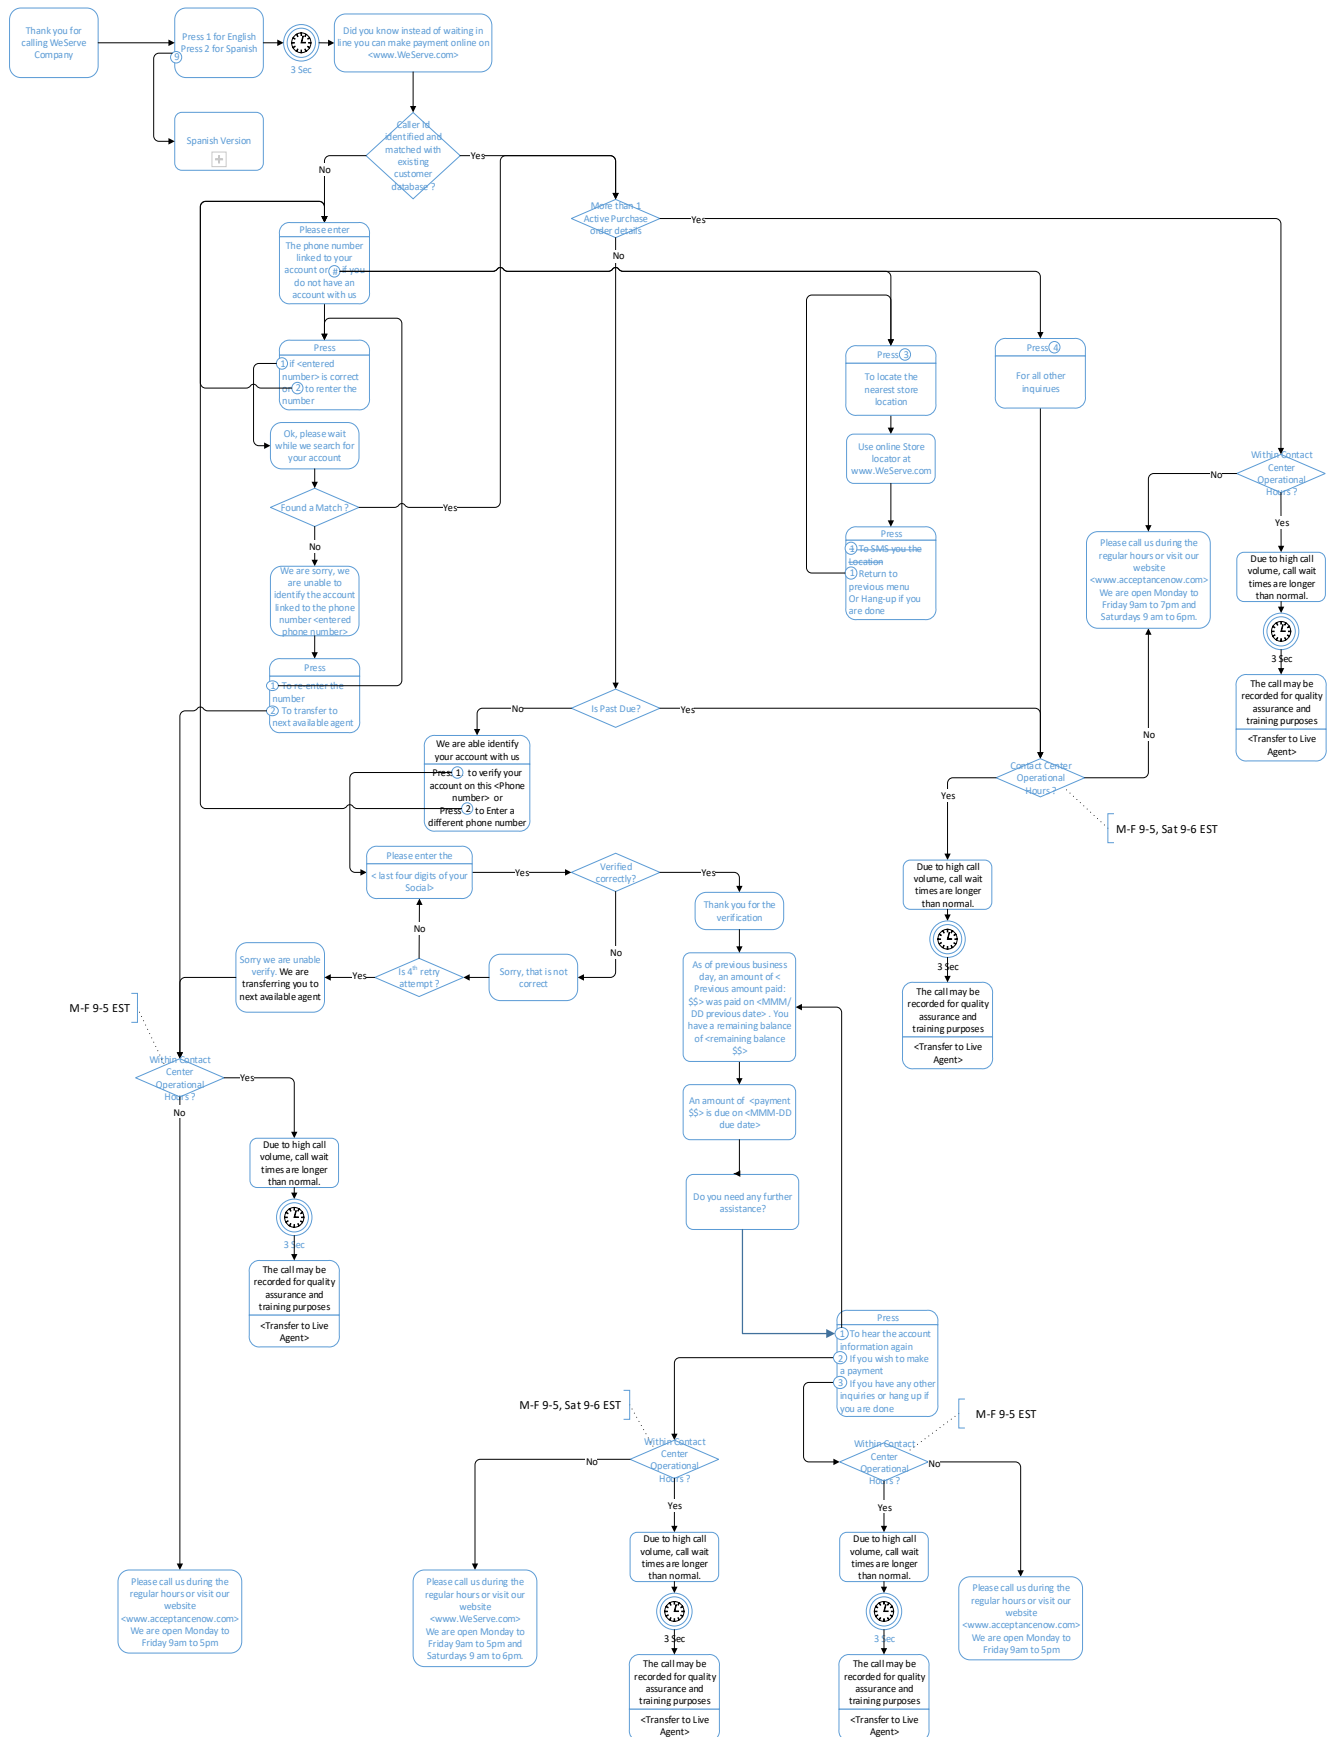 Thank you for
calling WeServe
Company
Press 1 for English
Press 2 for Spanish
9
3 Sec
Did you know instead of waiting in
line you can make payment online on
<www.WeServe.com>
Spanish Version
Caller Id
identified and
matched with
existing
customer
database ?
No
Yes
More than 1
Active Purchase
order details
Yes
No
Please enter
The phone number
linked to your
account or # if you
do not have an
account with us
Press
1 if <entered
number> is correct
or 2 to renter the
number
Ok, please wait
while we search for
your account
Found a Match ?
Yes
No
We are sorry, we
are unable to
identify the account
linked to the phone
number <entered
phone number>
Press
1 To re-enter the
number
2 To transfer to
next available agent
Press 3
To locate the
nearest store
location
Use online Store
locator at
www.WeServe.com
Press
1 To SMS you the
Location
1 Return to
previous menu
Or Hang-up if you
are done
Press 4
For all other
inquirues
Within Contact
Center
Operational
Hours ?
No
Yes
Please call us during the
regular hours or visit our
website
<www.acceptancenow.com>
We are open Monday to
Friday 9am to 7pm and
Saturdays 9 am to 6pm.
Due to high call
volume, call wait
times are longer
than normal.
3 Sec
The call may be
recorded for quality
assurance and
training purposes
<Transfer to Live
Agent>
Is Past Due?
No
Yes
No
We are able identify
your account with us
Press 1 to verify your
account on this <Phone
number> or
Press 2 to Enter a
different phone number
Contact Center
Operational
Hours ?
Yes
M-F 9-5, Sat 9-6 EST
Due to high call
volume, call wait
times are longer
than normal.
3 Sec
The call may be
recorded for quality
assurance and
training purposes
<Transfer to Live
Agent>
Please enter the
< last four digits of your
Social>
Yes
Verified
correctly?
Yes
No
Thank you for the
verification
No
Sorry we are unable
verify. We are
transferring you to
next available agent
Yes
Is 4th retry
attempt ?
Sorry, that is not
correct
As of previous business
day, an amount of <
Previous amount paid:
$$> was paid on <MMM/
DD previous date> . You
have a remaining balance
of <remaining balance
$$>
M-F 9-5 EST
Within Contact
Center
Operational
Hours ?
Yes
No
An amount of <payment
$$> is due on <MMM-DD
due date>
Due to high call
volume, call wait
times are longer
than normal.
3 Sec
The call may be
recorded for quality
assurance and
training purposes
<Transfer to Live
Agent>
Do you need any further
assistance?
Press
1 To hear the account
information again
2 If you wish to make
a payment
3 If you have any other
inquiries or hang up if
you are done
M-F 9-5, Sat 9-6 EST
M-F 9-5 EST
Within Contact
Center
Operational
Hours ?
No
Yes
Within Contact
Center
Operational
Hours ?
No
Yes
Please call us during the
regular hours or visit our
website
<www.acceptancenow.com>
We are open Monday to
Friday 9am to 5pm
Please call us during the
regular hours or visit our
website
<www.WeServe.com>
We are open Monday to
Friday 9am to 5pm and
Saturdays 9 am to 6pm.
Due to high call
volume, call wait
times are longer
than normal.
3 Sec
The call may be
recorded for quality
assurance and
training purposes
<Transfer to Live
Agent>
Due to high call
volume, call wait
times are longer
than normal.
3 Sec
The call may be
recorded for quality
assurance and
training purposes
<Transfer to Live
Agent>
Please call us during the
regular hours or visit our
website
<www.acceptancenow.com>
We are open Monday to
Friday 9am to 5pm